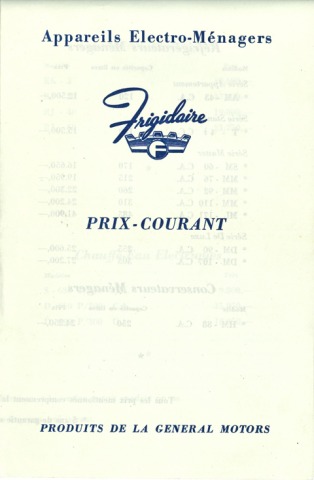 Appareils Electro-Ménagers
Frigidaire
F
PRIX-COURANT
PRODUITS DE LA GENERAL MOTORS